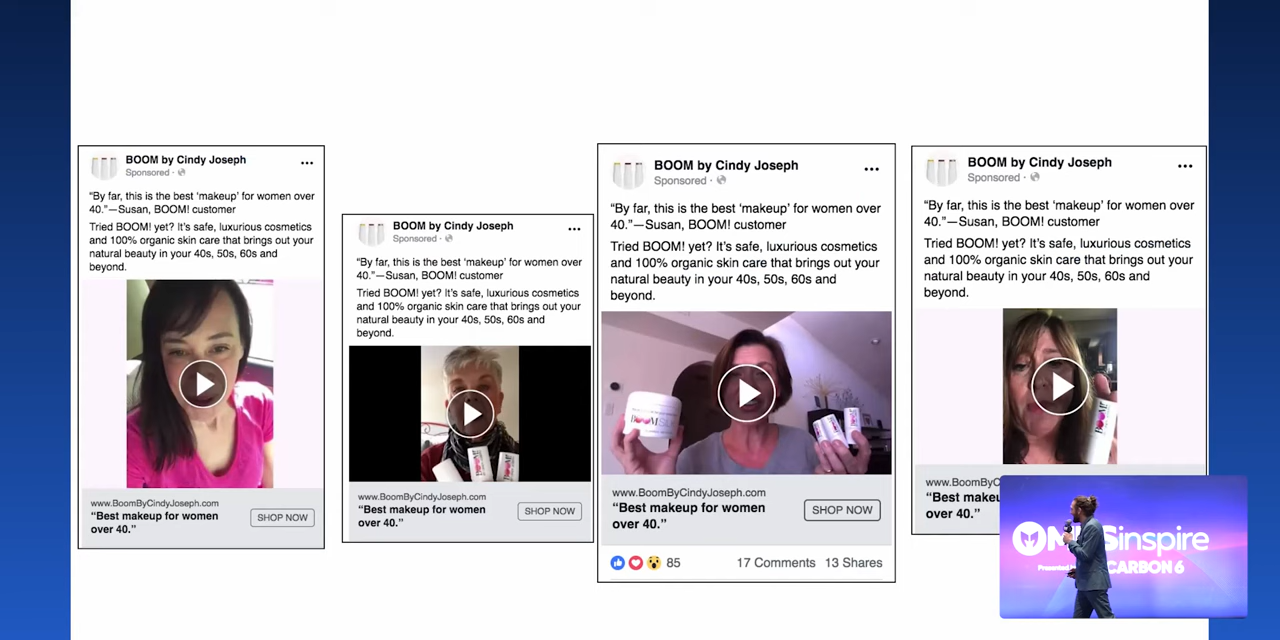 BOOM by Cindy Joseph
Sponsored ·
“By far, this is the best ‘makeup’ for women over
40.”—Susan, BOOM! customer
Tried BOOM! yet? It’s safe, luxurious cosmetics
and 100% organic skin care that brings out your
natural beauty in your 40s, 50s, 60s and
beyond.
www.BoomByCindyJoseph.com
“Best makeup for women
over 40.”
SHOP NOW
BOOM by Cindy Joseph
Sponsored ·
“By far, this is the best ‘makeup’ for women over
40.”—Susan, BOOM! customer
Tried BOOM! yet? It’s safe, luxurious cosmetics
and 100% organic skin care that brings out your
natural beauty in your 40s, 50s, 60s and
beyond.
www.BoomByCindyJoseph.com
“Best makeup for women
over 40.”
SHOP NOW
BOOM by Cindy Joseph
Sponsored ·
“By far, this is the best ‘makeup’ for women over
40.”—Susan, BOOM! customer
Tried BOOM! yet? It’s safe, luxurious cosmetics
and 100% organic skin care that brings out your
natural beauty in your 40s, 50s, 60s and
beyond.
www.BoomByCindyJoseph.com
“Best makeup for women
over 40.”
SHOP NOW
85 17 Comments 13 Shares
BOOM by Cindy Joseph
Sponsored ·
“By far, this is the best ‘makeup’ for women over
40.”—Susan, BOOM! customer
Tried BOOM! yet? It’s safe, luxurious cosmetics
and 100% organic skin care that brings out your
natural beauty in your 40s, 50s, 60s and
beyond.
“Best
over 40.”
inspire
CARBON 6